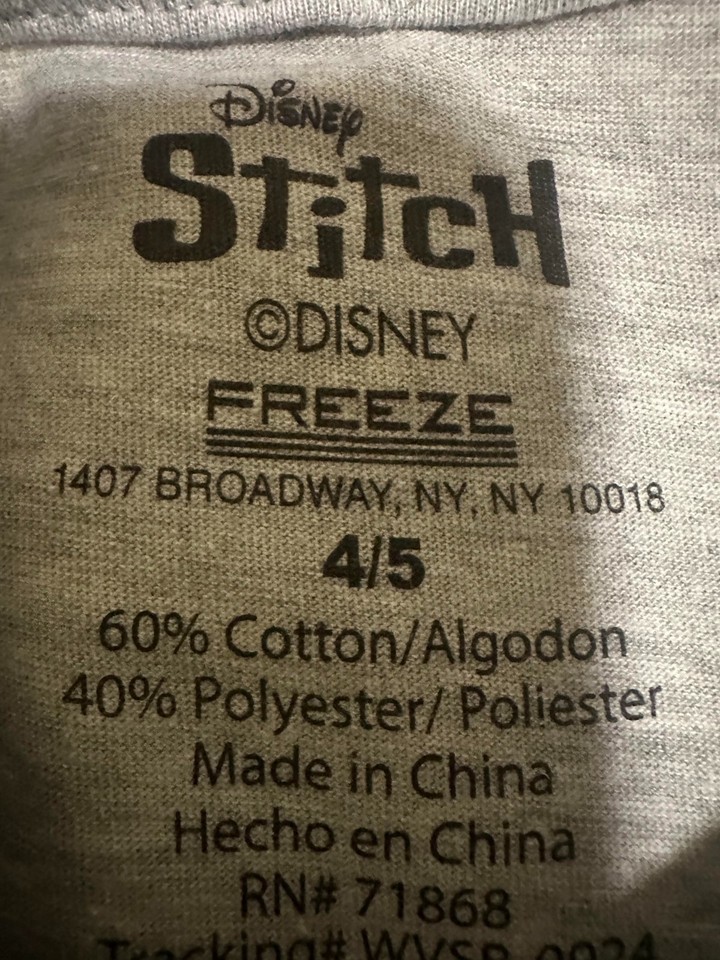 Disney
Stitch
©DISNEY
FREEZE
1407 BROADWAY, NY, NY 10018
4/5
60% Cotton/Algodon
40% Polyester/ Poliester
Made in China
Hecho en China
RN# 71868
Tracking#